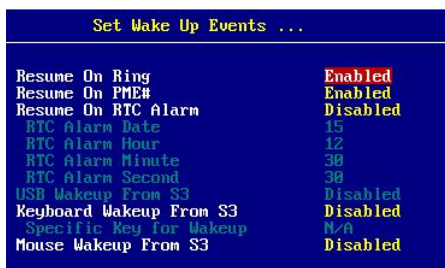 Set Wake Up Events ...
Resume On Ring Enabled
Resume On PME# Enabled
Resume On RTC Alarm Disabled
RTC Alarm Date 15
RTC Alarm Hour 12
RTC Alarm Minute 30
RTC Alarm Second 30
USB Wakeup From S3 Disabled
Keyboard Wakeup From S3 Disabled
Specific Key for Wakeup N/A
Mouse Wakeup From S3 Disabled